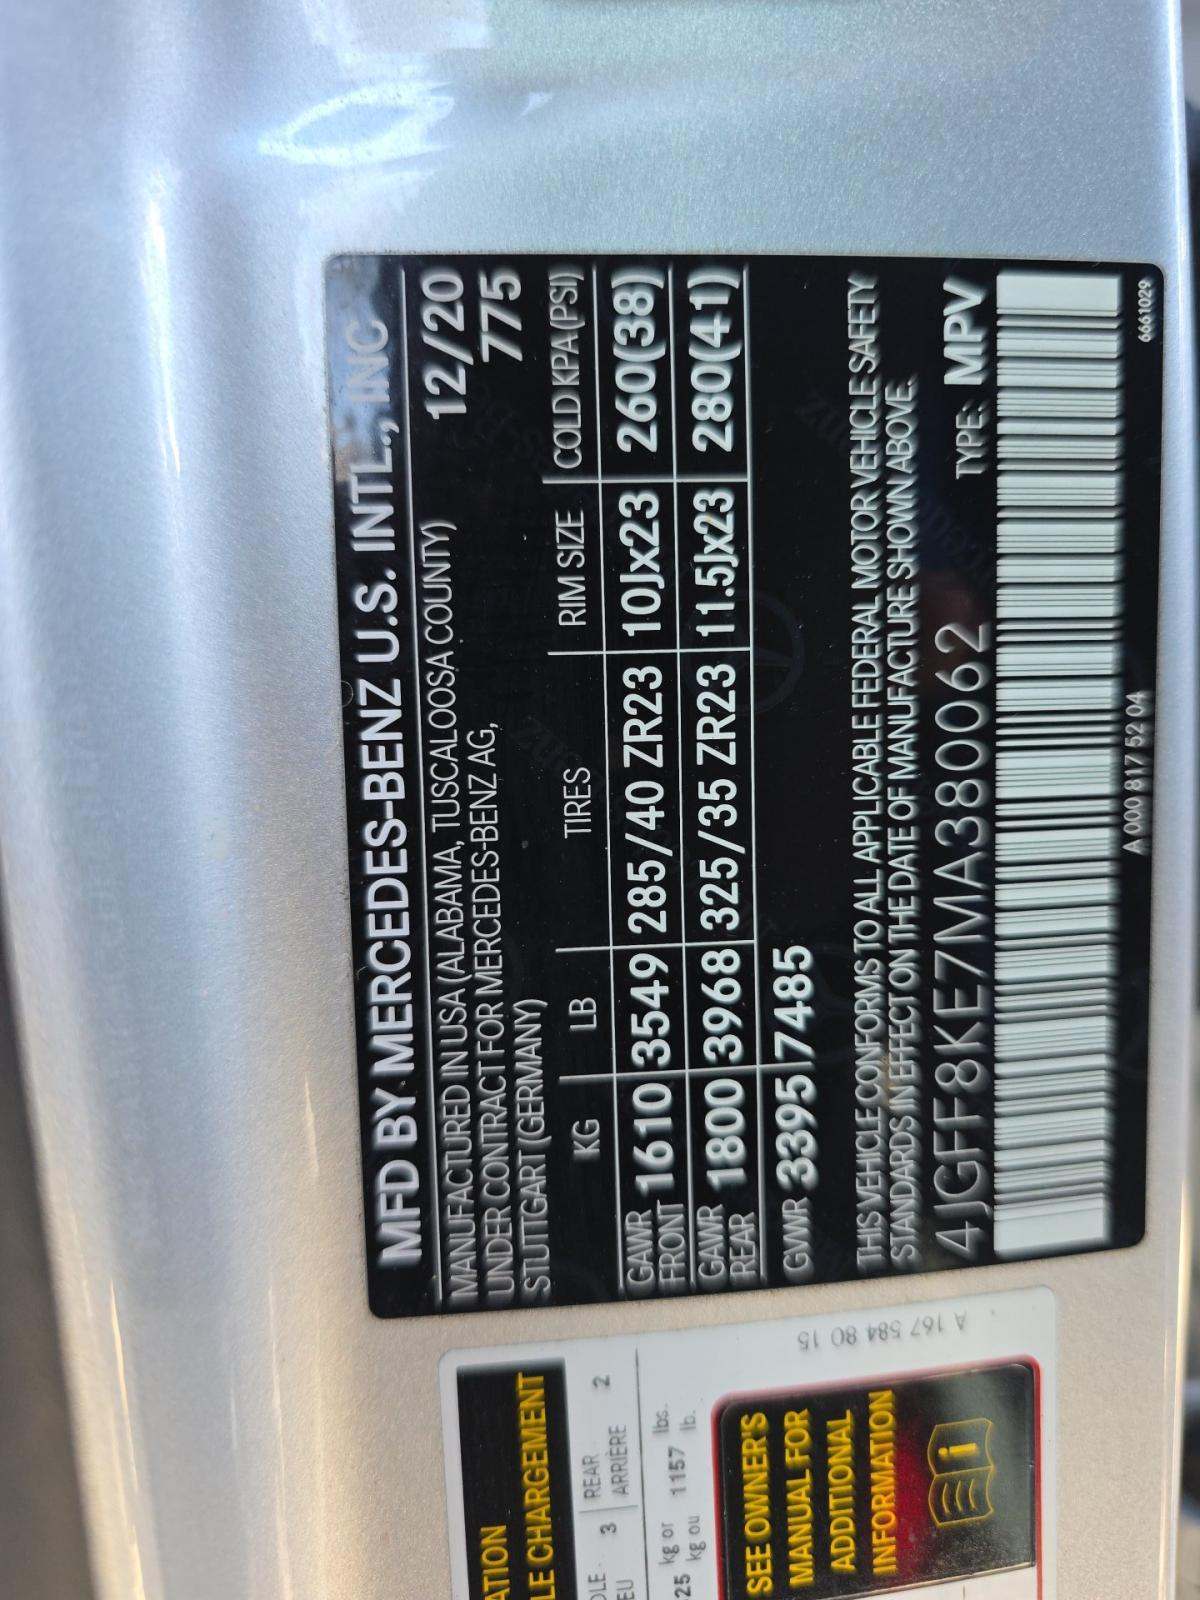 MFD BY MERCEDES-BENZ U.S. INTL., INC
MANUFACTURED IN USA (ALABAMA, TUSCALOOSA COUNTY) 12/20
UNDER CONTRACT FOR MERCEDES-BENZ AG, 775
STUTTGART (GERMANY)
KG LB TIRES RIM SIZE COLD KPA(PSI)
GAWR FRONT 1610 3549 285/40 ZR23 10Jx23 260(38)
GAWR REAR 1800 3968 325/35 ZR23 11.5Jx23 280(41)
GVWR 3395 7485
THIS VEHICLE CONFORMS TO ALL APPLICABLE FEDERAL MOTOR VEHICLE SAFETY
STANDARDS IN EFFECT ON THE DATE OF MANUFACTURE SHOWN ABOVE.
4JGFF8KE7MA380062 TYPE: MPV
A 000 817 52 04 6661029
ATION
LE CHARGEMENT
3 REAR 2
ARRIÈRE
25 kg or 1157 lbs.
kg ou lb.
SEE OWNER'S
MANUAL FOR
ADDITIONAL
INFORMATION
A 167 584 80 15